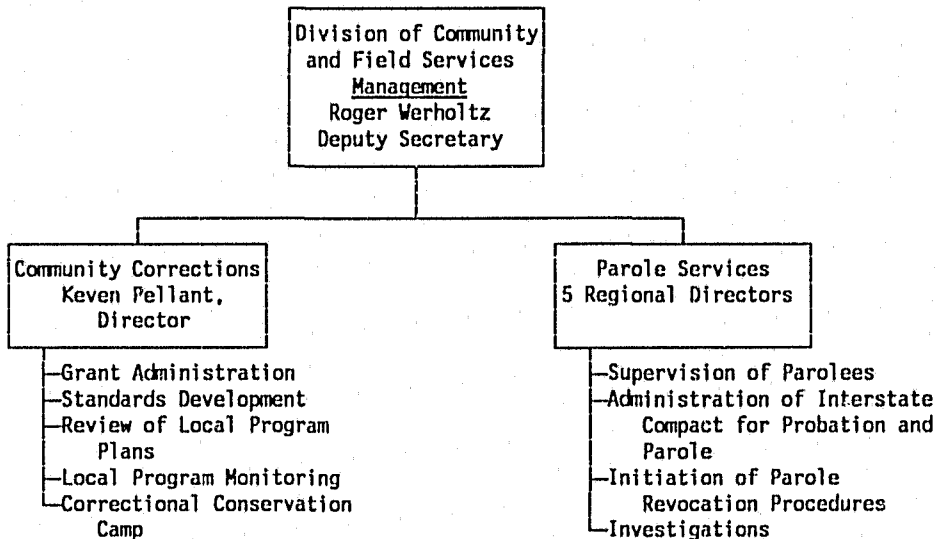 Division of Community
and Field Services
Management
Roger Werholtz
Deputy Secretary
Community Corrections
Keven Pellant,
Director
Grant Administration
Standards Development
Review of Local Program
Plans
Local Program Monitoring
Correctional Conservation
Camp
Parole Services
5 Regional Directors
Supervision of Parolees
Administration of Interstate
Compact for Probation and
Parole
Initiation of Parole
Revocation Procedures
Investigations